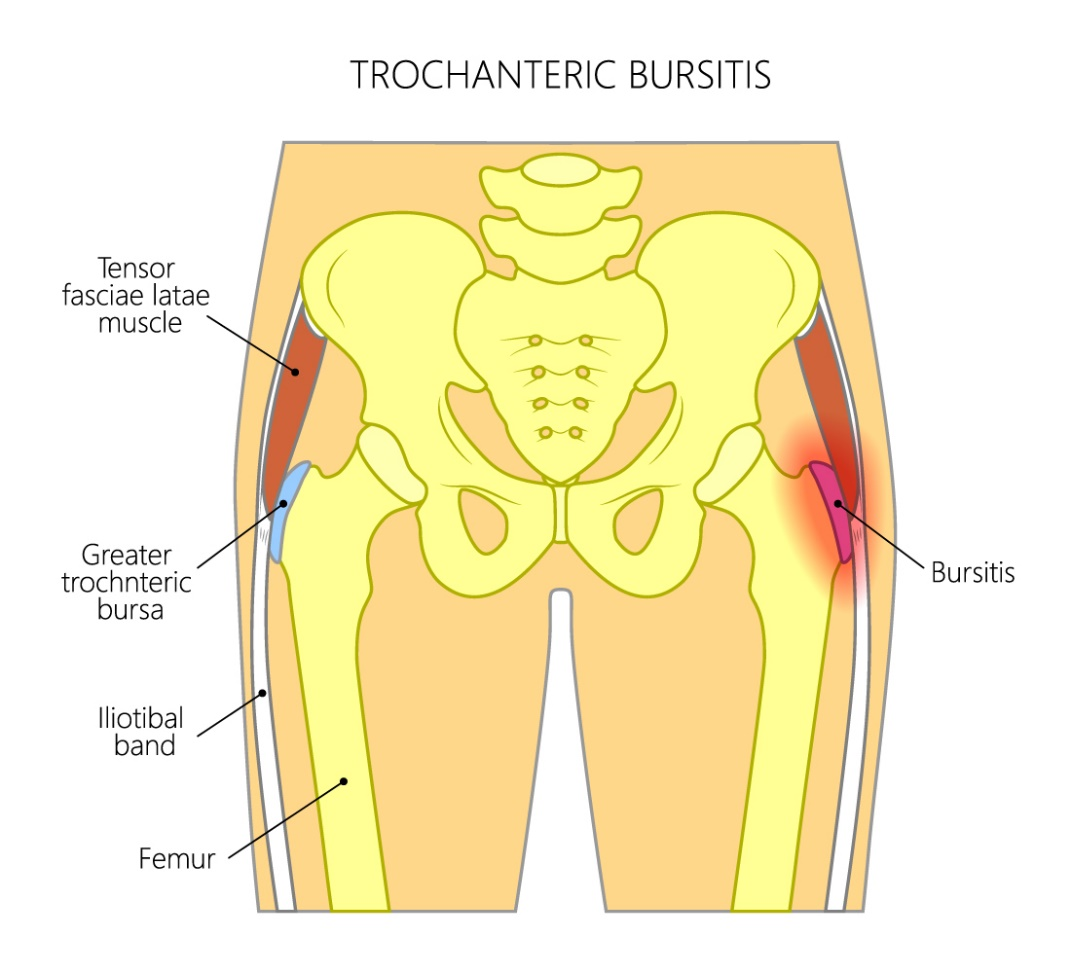 TROCHANTERIC BURSITIS
Tensor
fasciae latae
muscle
Greater
trochnteric
bursa
Bursitis
Iliotibal
band
Femur